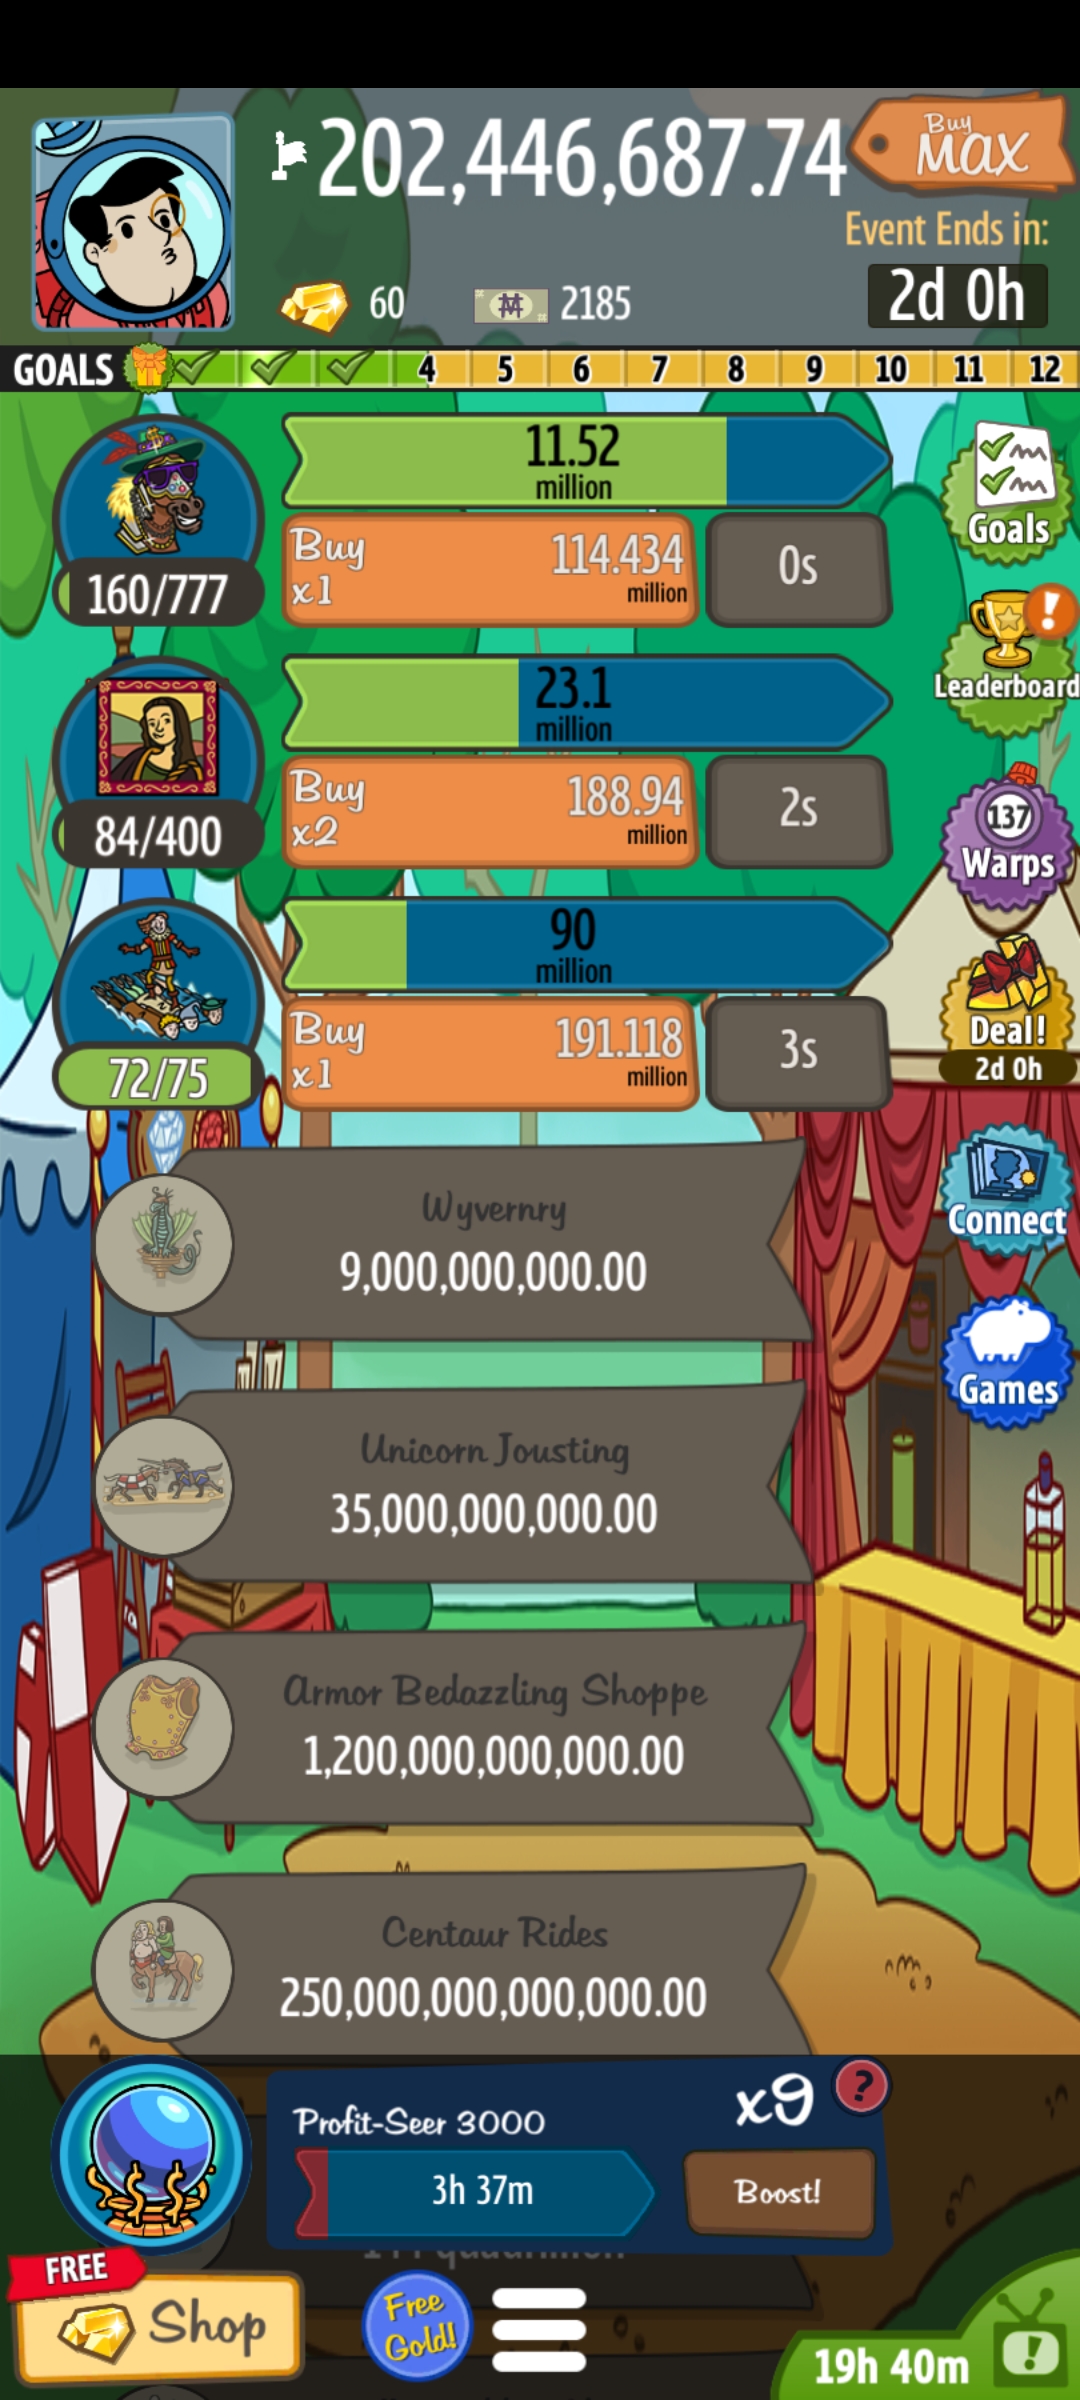 202,446,687.74
Buy
MAX
Event Ends in:
60
2185
2d 0h
GOALS 4 5 6 7 8 9 10 11 12
11.52
million
Buy
x1
114.434
million
0s
160/777
Goals
23.1
million
Leaderboard
Buy
x2
188.94
million
2s
84/400
137
Warps
90
million
Buy
x1
191.118
million
3s
72/75
Deal!
2d 0h
Wyvernry
9,000,000,000.00
Connect
Games
Unicorn Jousting
35,000,000,000.00
Armor Bedazzling Shoppe
1,200,000,000,000.00
Centaur Rides
250,000,000,000,000.00
Profit-Seer 3000
x9
?
3h 37m
Boost!
FREE
Shop
Free
Gold!
19h 40m
!